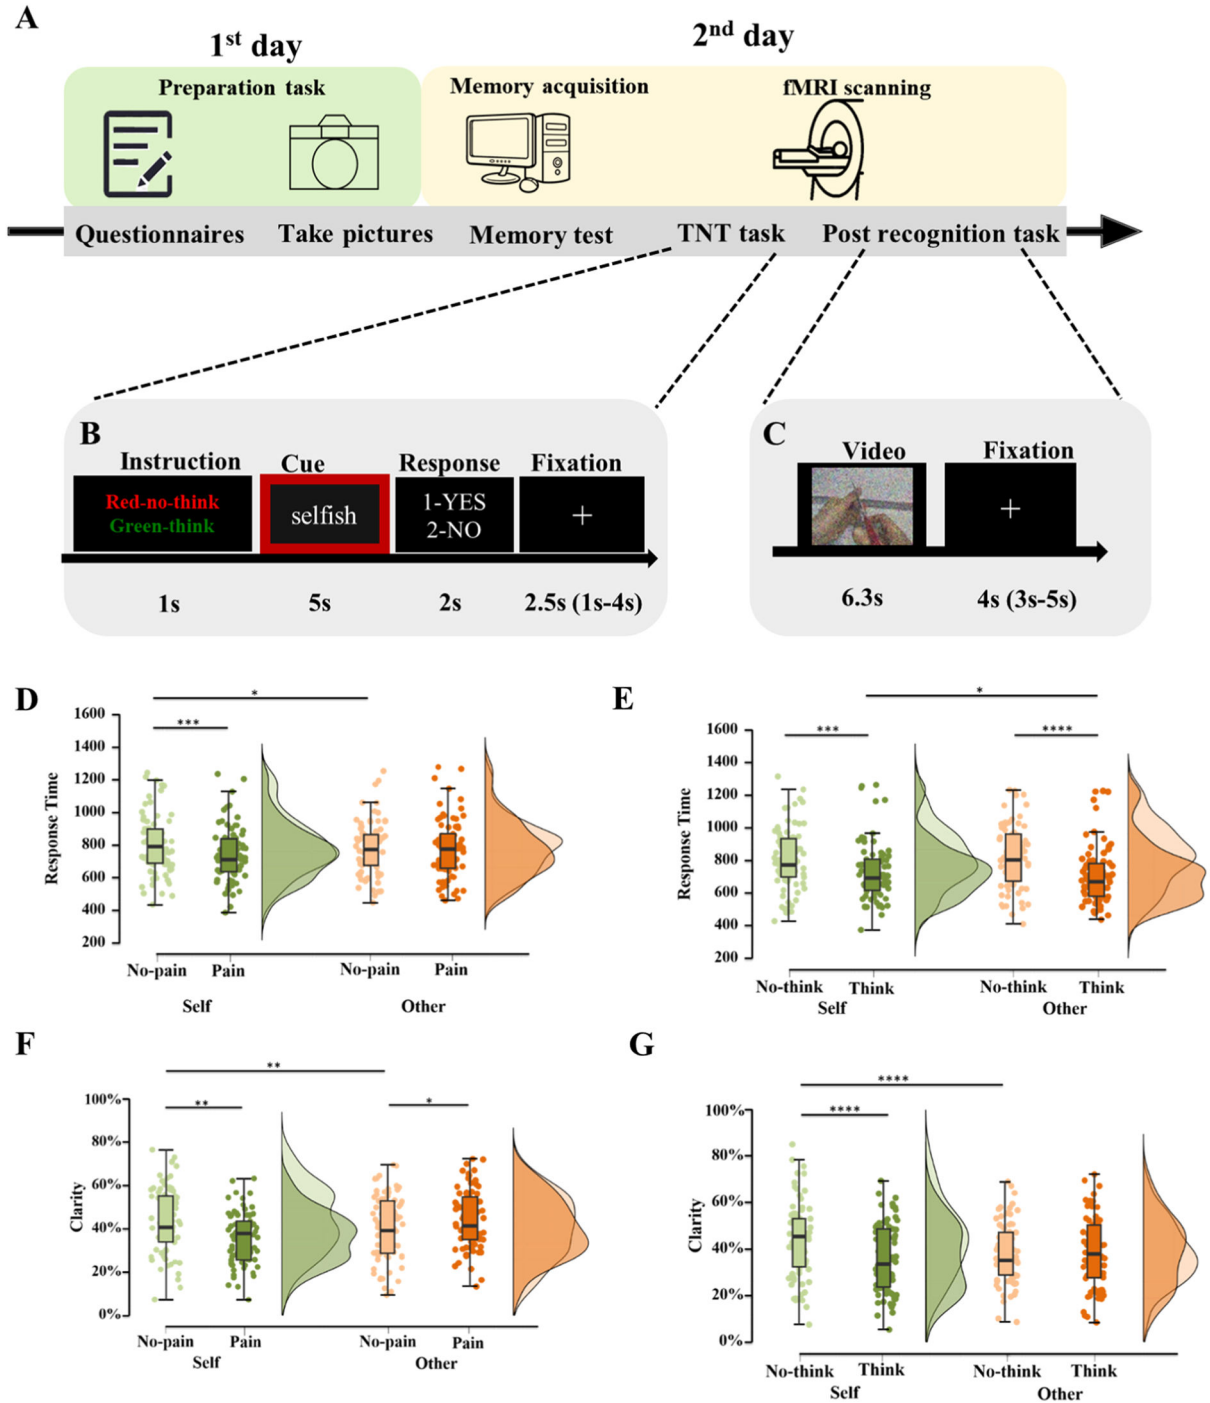 A
1st day
2nd day
Preparation task
Memory acquisition
fMRI scanning
Questionnaires
Take pictures
Memory test
TNT task
Post recognition task
B
Instruction
Cue
Response
Fixation
Red-no-think
Green-think
selfish
1-YES
2-NO
+
1s
5s
2s
2.5s (1s-4s)
C
Video
Fixation
+
6.3s
4s (3s-5s)
D
*
***
Response Time
1600
1400
1200
1000
800
600
400
200
No-pain
Pain
No-pain
Pain
Self
Other
E
*
***
****
Response Time
1600
1400
1200
1000
800
600
400
200
No-think
Think
No-think
Think
Self
Other
F
**
**
*
Clarity
100%
80%
60%
40%
20%
0%
No-pain
Pain
No-pain
Pain
Self
Other
G
****
****
Clarity
100%
80%
60%
40%
20%
0%
No-think
Think
No-think
Think
Self
Other